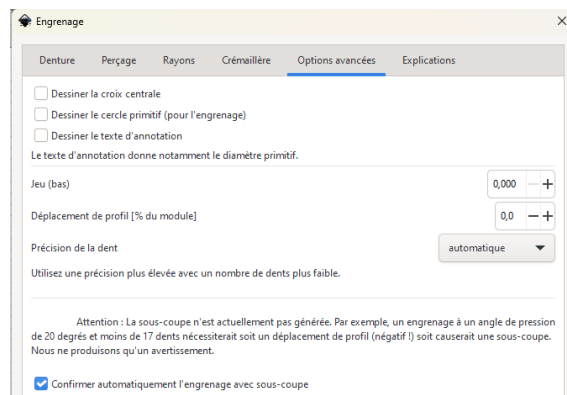 Engrenage
Denture Perçage Rayons Crémaillère Options avancées Explications
Dessiner la croix centrale
Dessiner le cercle primitif (pour l'engrenage)
Dessiner le texte d'annotation
Le texte d'annotation donne notamment le diamètre primitif.
Jeu (bas) 0,000
Déplacement de profil [% du module] 0,0
Précision de la dent automatique
Utilisez une précision plus élevée avec un nombre de dents plus faible.
Attention : La sous-coupe n'est actuellement pas générée. Par exemple, un engrenage à un angle de pression
de 20 degrés et moins de 17 dents nécessiterait soit un déplacement de profil (négatif !) soit causerait une sous-coupe.
Nous ne produisons qu'un avertissement.
Confirmer automatiquement l'engrenage avec sous-coupe